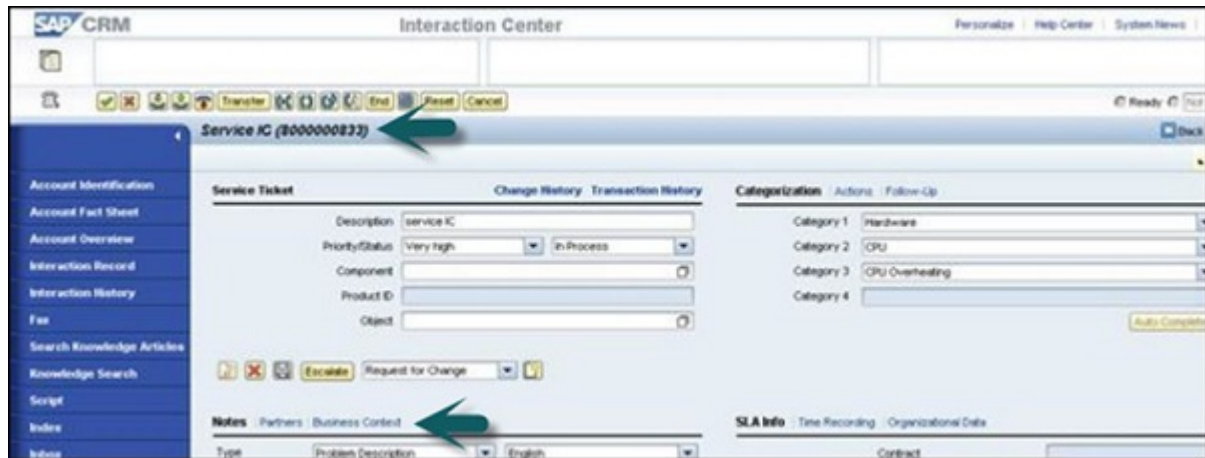 SAP CRM Interaction Center Personalize Help Center System News
Transfer End Reset Cancel Ready Not
Service IC (8000000833) Back
Account Identification
Account Fact Sheet
Account Overview
Interaction Record
Interaction History
Fax
Search Knowledge Articles
Knowledge Search
Script
Index
Inbox
Service Ticket Change History Transaction History
Description service IC
Priority/Status Very high In Process
Component
Product ID
Object
Escalate Request for Change
Notes Partners Business Context
Type Problem Description English
Categorization Actions Follow-Up
Category 1 Hardware
Category 2 CPU
Category 3 CPU Overheating
Category 4
Auto Complete
SLA Info Time Recording Organizational Data
Contract